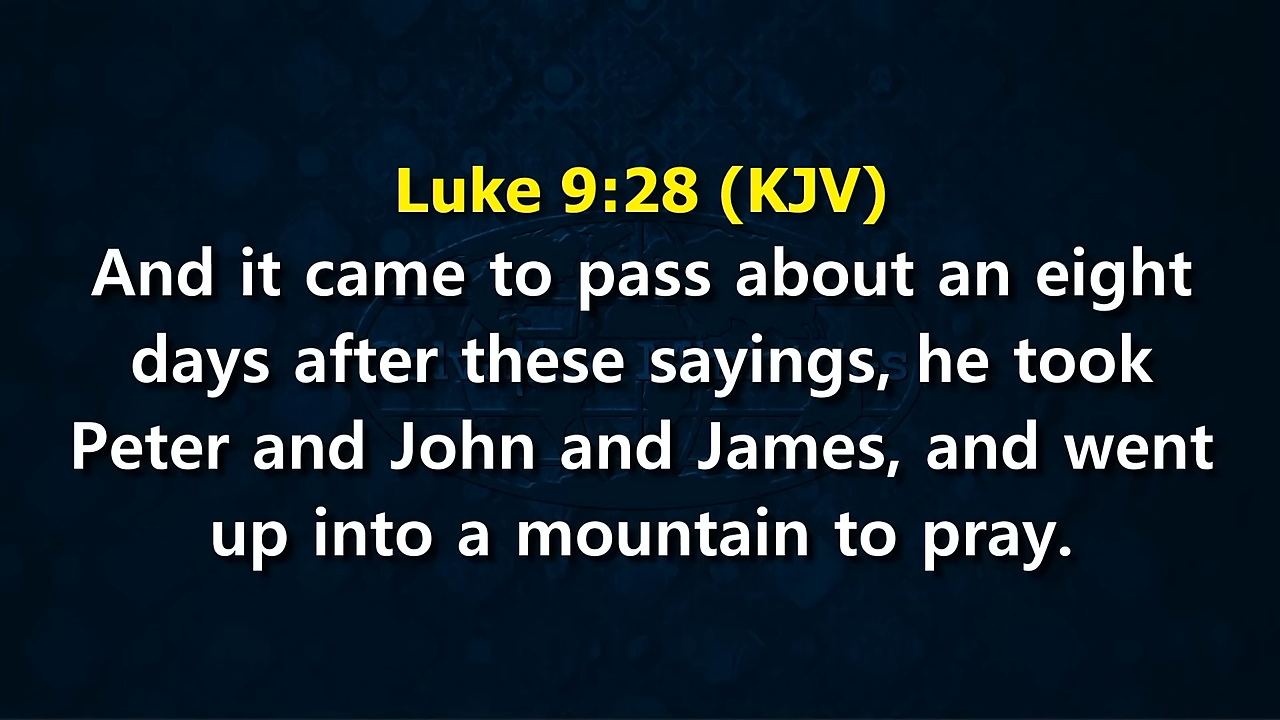 Luke 9:28 (KJV)
And it came to pass about an eight
days after these sayings, he took
Peter and John and James, and went
up into a mountain to pray.